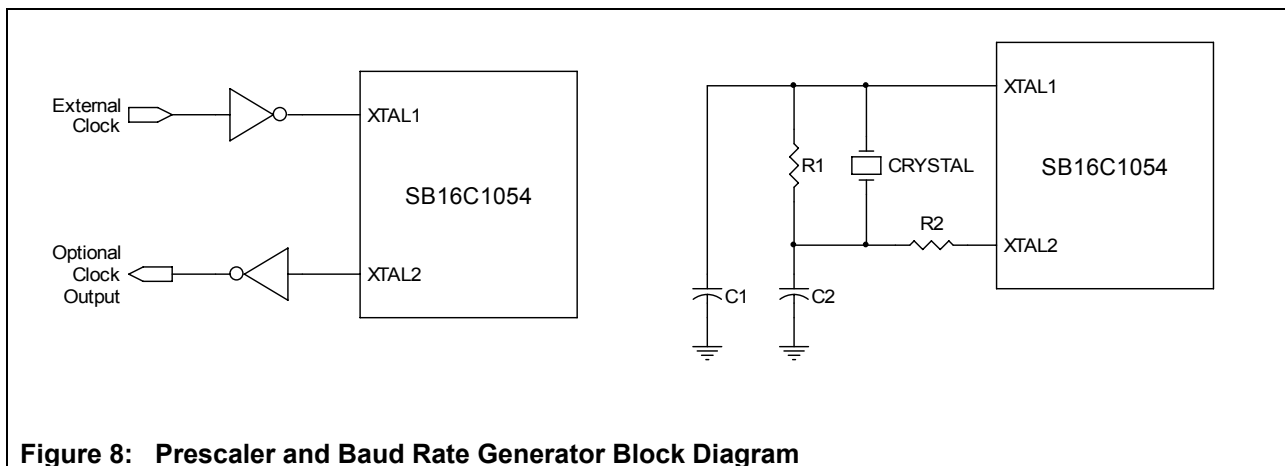 External
Clock
XTAL1
SB16C1054
Optional
Clock
Output
XTAL2
XTAL1
R1
CRYSTAL
SB16C1054
R2
XTAL2
C1
C2
Figure 8: Prescaler and Baud Rate Generator Block Diagram